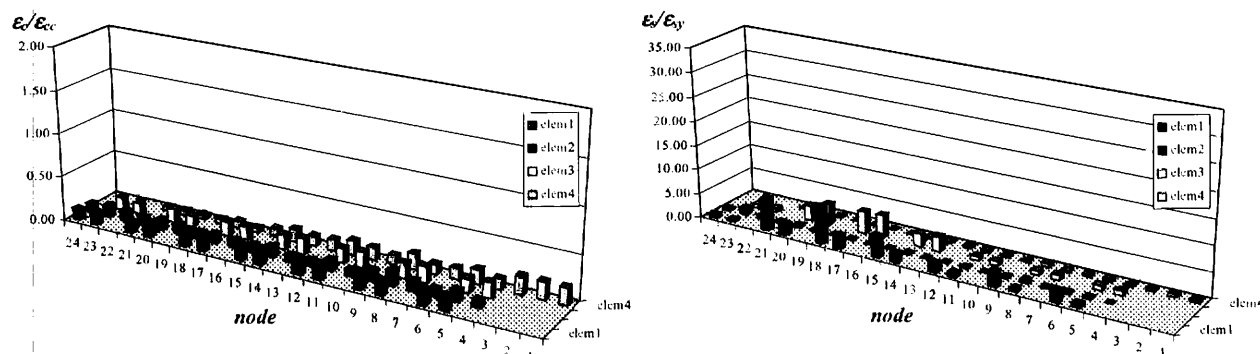 εc/εcc
2.00
1.50
1.00
0.50
0.00
elem1
elem2
elem3
elem4
24 23 22 21 20 19 18 17 16 15 14 13 12 11 10 9 8 7 6 5 4 3 2 1
node
elem4
elem1
εs/εsy
35.00
30.00
25.00
20.00
15.00
10.00
5.00
0.00
elem1
elem2
elem3
elem4
24 23 22 21 20 19 18 17 16 15 14 13 12 11 10 9 8 7 6 5 4 3 2 1
node
elem4
elem1